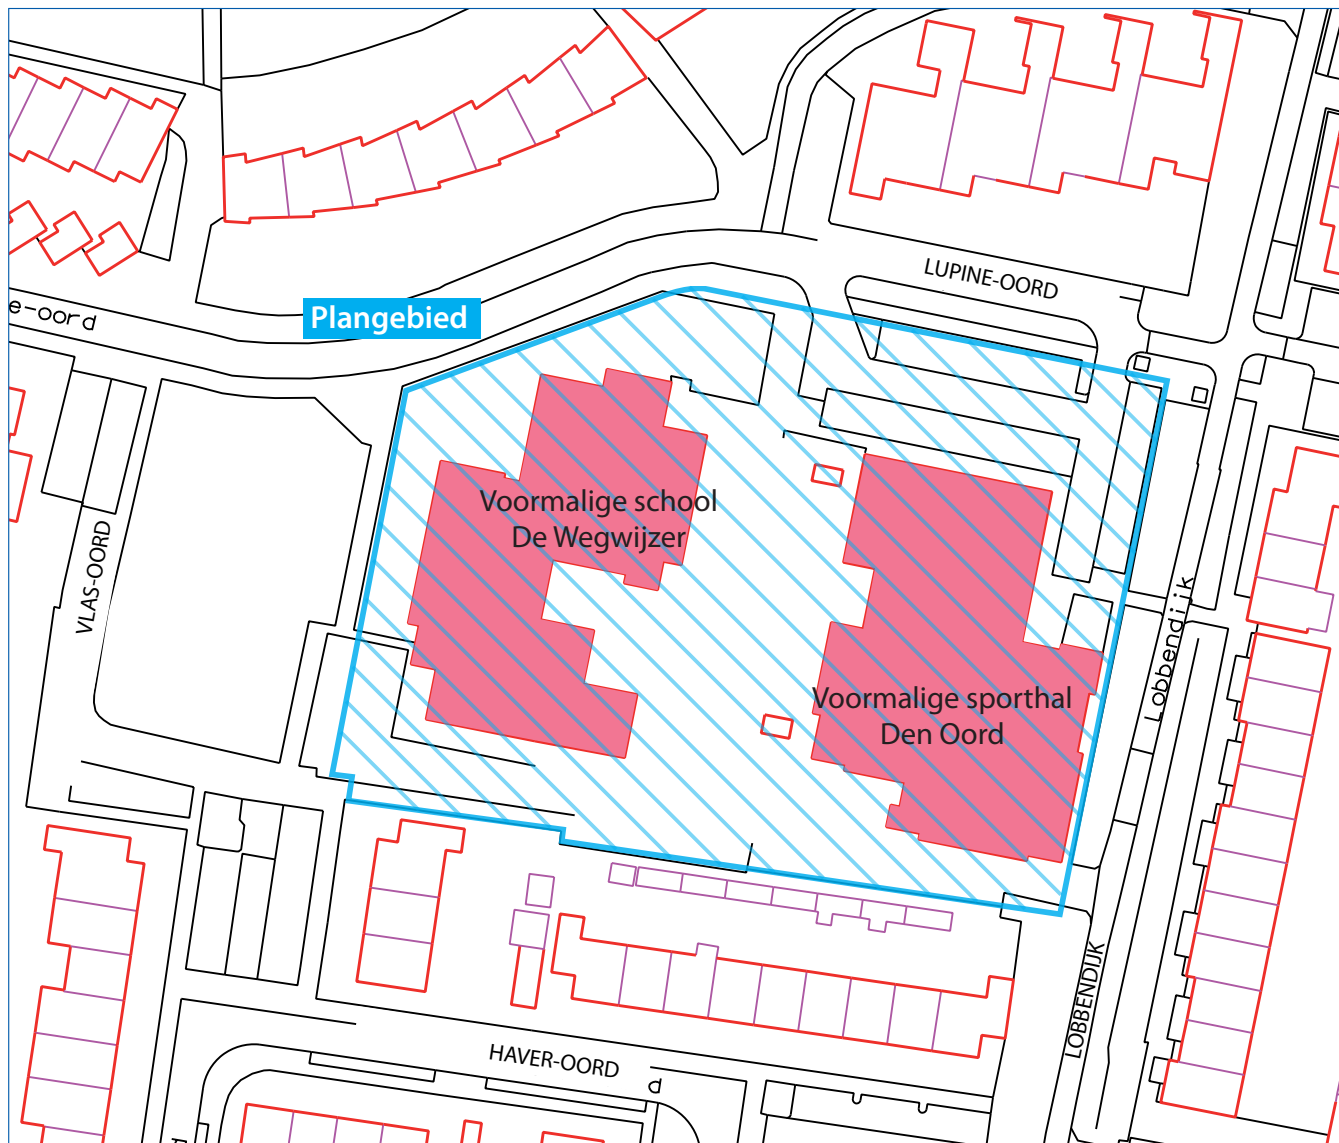 LUPINE-OORD
e-oord
Plangebied
Voormalige school
De Wegwijzer
VLAS-OORD
Lobbendijk
Voormalige sporthal
Den Oord
LOBBENDIJK
HAVER-OORD
d